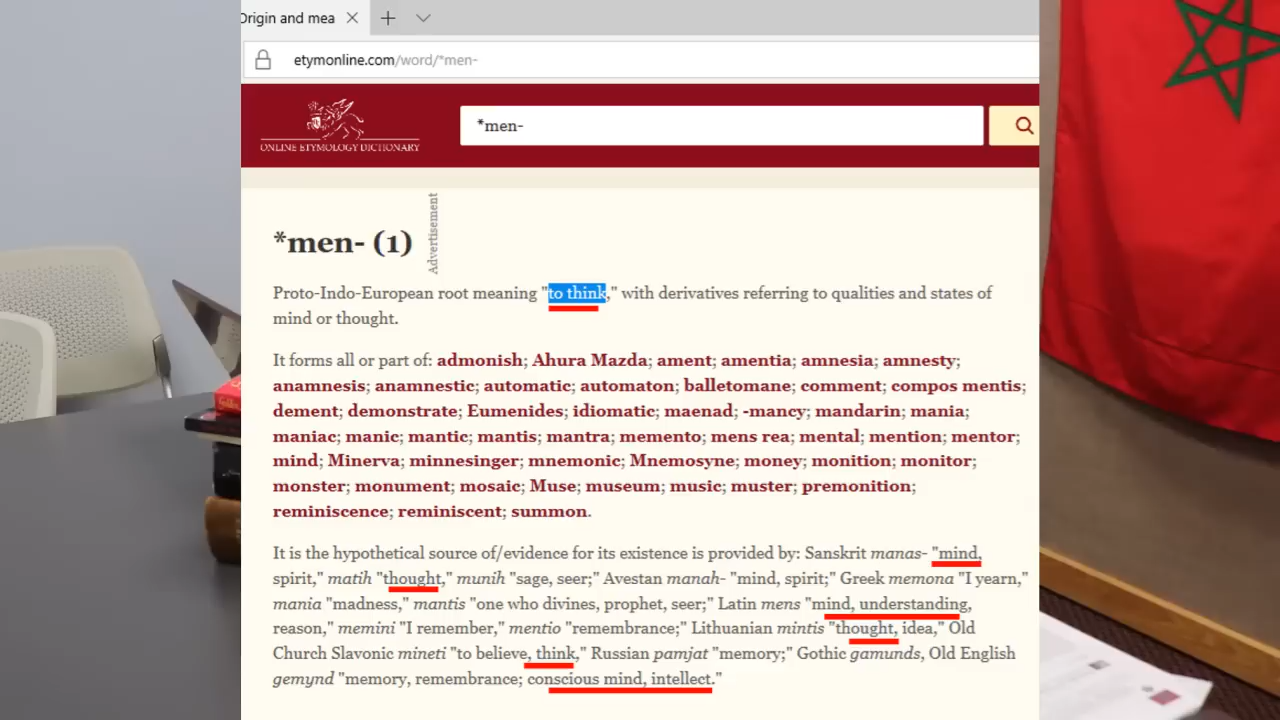 Origin and mea
etymonline.com/word/*men-
ONLINE ETYMOLOGY DICTIONARY
*men-
Advertisement
*men- (1)
Proto-Indo-European root meaning "to think," with derivatives referring to qualities and states of
mind or thought.
It forms all or part of: admonish; Ahura Mazda; ament; amentia; amnesia; amnesty;
anamnesis; anamnestic; automatic; automaton; balletomane; comment; compos mentis;
dement; demonstrate; Eumenides; idiomatic; maenad; -mancy; mandarin; mania;
maniac; manic; mantic; mantis; mantra; memento; mens rea; mental; mention; mentor;
mind; Minerva; minnesinger; mnemonic; Mnemosyne; money; monition; monitor;
monster; monument; mosaic; Muse; museum; music; muster; premonition;
reminiscence; reminiscent; summon.
It is the hypothetical source of/evidence for its existence is provided by: Sanskrit manas- "mind,
spirit," matih "thought," munih "sage, seer;" Avestan manah- "mind, spirit;" Greek memona "I yearn,"
mania "madness," mantis "one who divines, prophet, seer;" Latin mens "mind, understanding,
reason," memini "I remember," mentio "remembrance;" Lithuanian mintis "thought, idea," Old
Church Slavonic mineti "to believe, think," Russian pamjat "memory;" Gothic gamunds, Old English
gemynd "memory, remembrance; conscious mind, intellect."